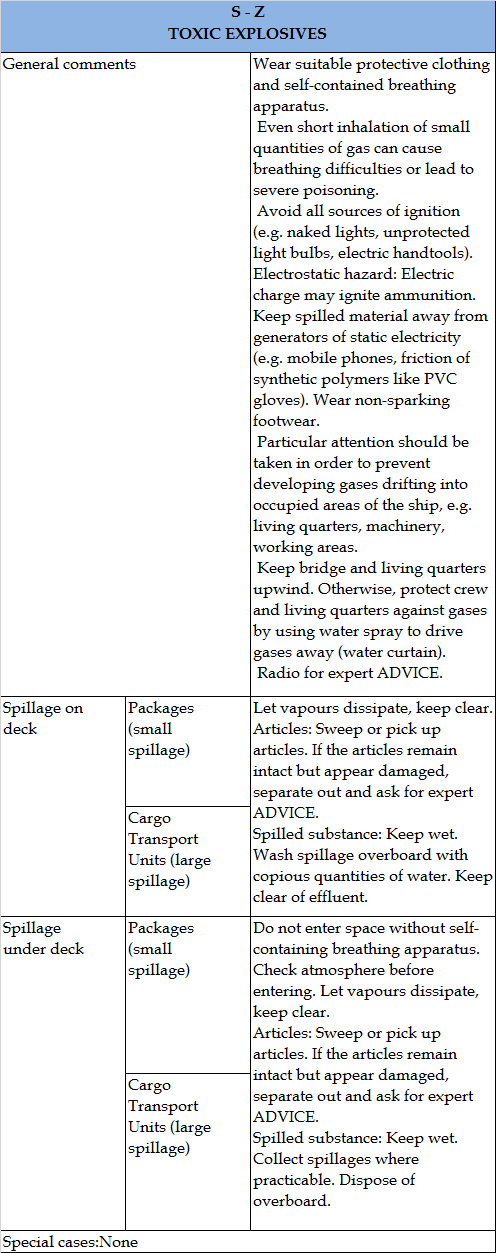 S - Z
TOXIC EXPLOSIVES
General comments
Wear suitable protective clothing
and self-contained breathing
apparatus.
Even short inhalation of small
quantities of gas can cause
breathing difficulties or lead to
severe poisoning.
Avoid all sources of ignition
(e.g. naked lights, unprotected
light bulbs, electric handtools).
Electrostatic hazard: Electric
charge may ignite ammunition.
Keep spilled material away from
generators of static electricity
(e.g. mobile phones, friction of
synthetic polymers like PVC
gloves). Wear non-sparking
footwear.
Particular attention should be
taken in order to prevent
developing gases drifting into
occupied areas of the ship, e.g.
living quarters, machinery,
working areas.
Keep bridge and living quarters
upwind. Otherwise, protect crew
and living quarters against gases
by using water spray to drive
gases away (water curtain).
Radio for expert ADVICE.
Spillage on
deck
Packages
(small
spillage)
Cargo
Transport
Units (large
spillage)
Let vapours dissipate, keep clear.
Articles: Sweep or pick up
articles. If the articles remain
intact but appear damaged,
separate out and ask for expert
ADVICE.
Spilled substance: Keep wet.
Wash spillage overboard with
copious quantities of water. Keep
clear of effluent.
Spillage
under deck
Packages
(small
spillage)
Cargo
Transport
Units (large
spillage)
Do not enter space without self-
containing breathing apparatus.
Check atmosphere before
entering. Let vapours dissipate,
keep clear.
Articles: Sweep or pick up
articles. If the articles remain
intact but appear damaged,
separate out and ask for expert
ADVICE.
Spilled substance: Keep wet.
Collect spillages where
practicable. Dispose of
overboard.
Special cases:None